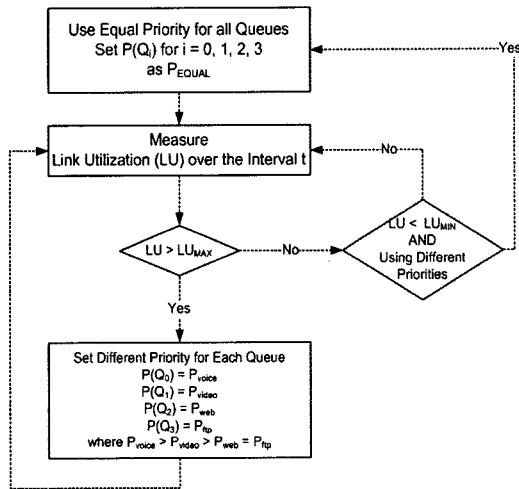 Use Equal Priority for all Queues
Set P(Qi) for i = 0, 1, 2, 3
as PEQUAL
Yes
Measure
Link Utilization (LU) over the Interval t
No
LU > LUMAX
No
LU < LUMIN
AND
Using Different
Priorities
Yes
Set Different Priority for Each Queue
P(Q0) = Pvoice
P(Q1) = Pvideo
P(Q2) = Pweb
P(Q3) = Pftp
where Pvoice > Pvideo > Pweb = Pftp